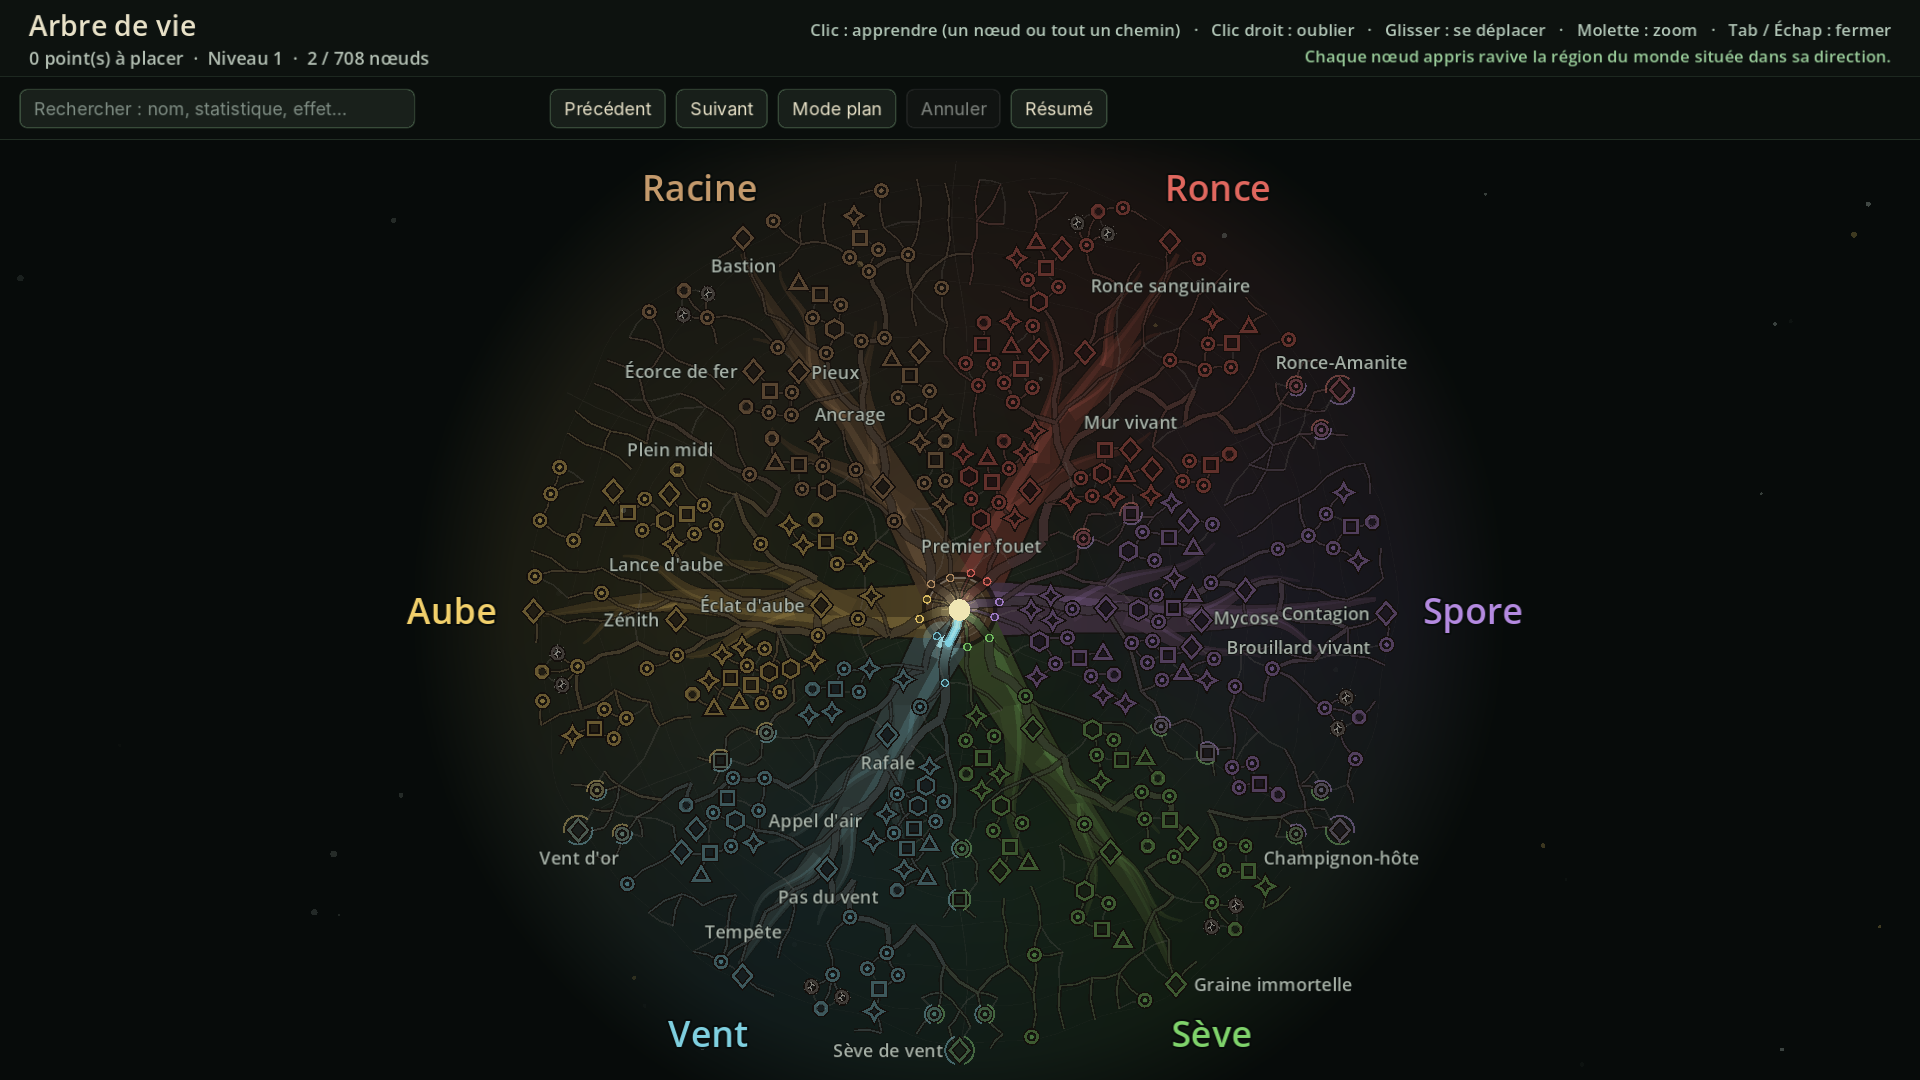 Arbre de vie
0 point(s) à placer · Niveau 1 · 2 / 708 nœuds
Clic : apprendre (un nœud ou tout un chemin) · Clic droit : oublier · Glisser : se déplacer · Molette : zoom · Tab / Échap : fermer
Chaque nœud appris ravive la région du monde située dans sa direction.
Rechercher : nom, statistique, effet...
Précédent
Suivant
Mode plan
Annuler
Résumé
Racine
Ronce
Bastion
Ronce sanguinaire
Ronce-Amanite
Écorce de fer
Pieux
Ancrage
Mur vivant
Plein midi
Premier fouet
Lance d'aube
Aube
Éclat d'aube
Zénith
Mycose
Contagion
Spore
Brouillard vivant
Rafale
Appel d'air
Vent d'or
Champignon-hôte
Pas du vent
Tempête
Graine immortelle
Vent
Sève
Sève de vent